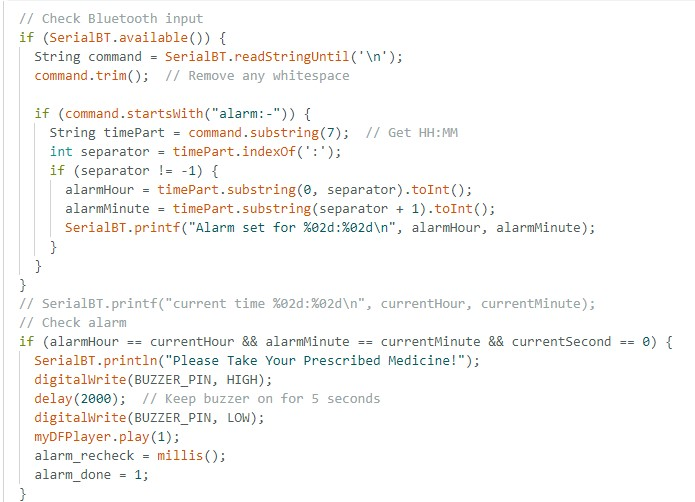 // Check Bluetooth input
if (SerialBT.available()) {
String command = SerialBT.readStringUntil('\n');
command.trim();  // Remove any whitespace
if (command.startsWith("alarm:-")) {
String timePart = command.substring(7);  // Get HH:MM
int separator = timePart.indexOf(':');
if (separator != -1) {
alarmHour = timePart.substring(0, separator).toInt();
alarmMinute = timePart.substring(separator + 1).toInt();
SerialBT.printf("Alarm set for %02d:%02d\n", alarmHour, alarmMinute);
}
}
}
// SerialBT.printf("current time %02d:%02d\n", currentHour, currentMinute);
// Check alarm
if (alarmHour == currentHour && alarmMinute == currentMinute && currentSecond == 0) {
SerialBT.println("Please Take Your Prescribed Medicine!");
digitalWrite(BUZZER_PIN, HIGH);
delay(2000);  // Keep buzzer on for 5 seconds
digitalWrite(BUZZER_PIN, LOW);
myDFPlayer.play(1);
alarm_recheck = millis();
alarm_done = 1;
}